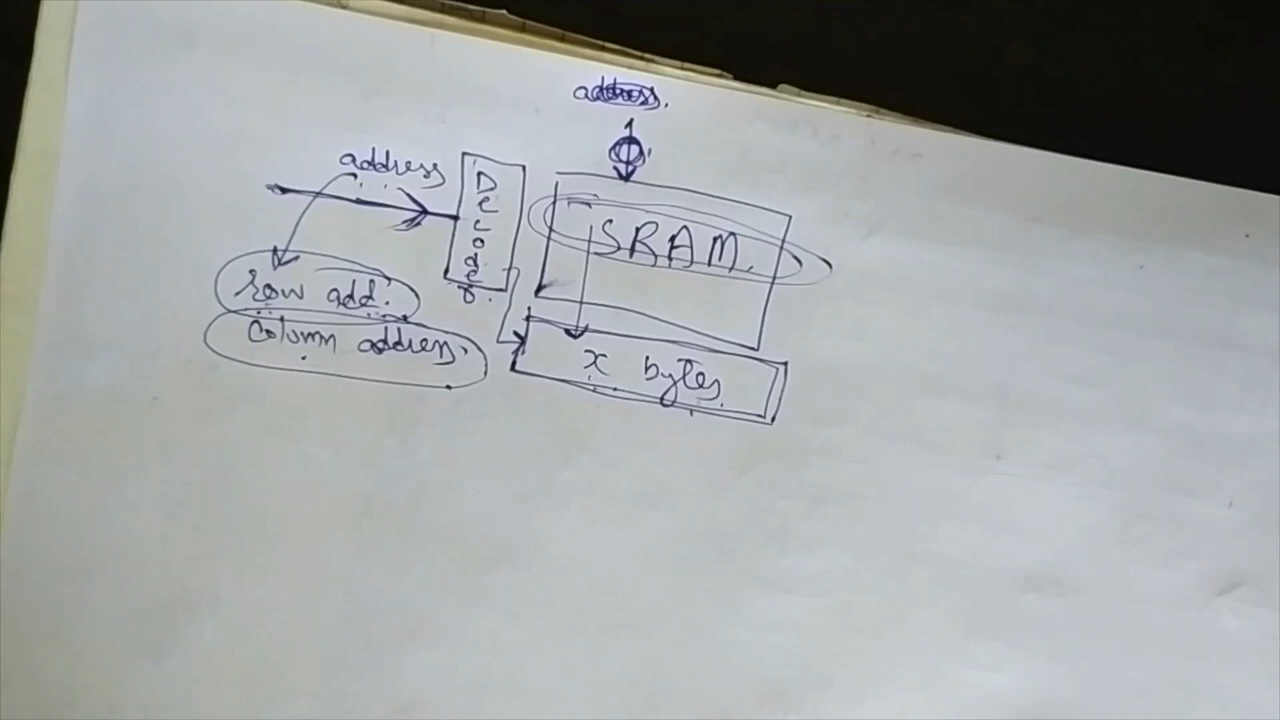 address.
address
Decoder.
SRAM.
row add.
column address.
x bytes